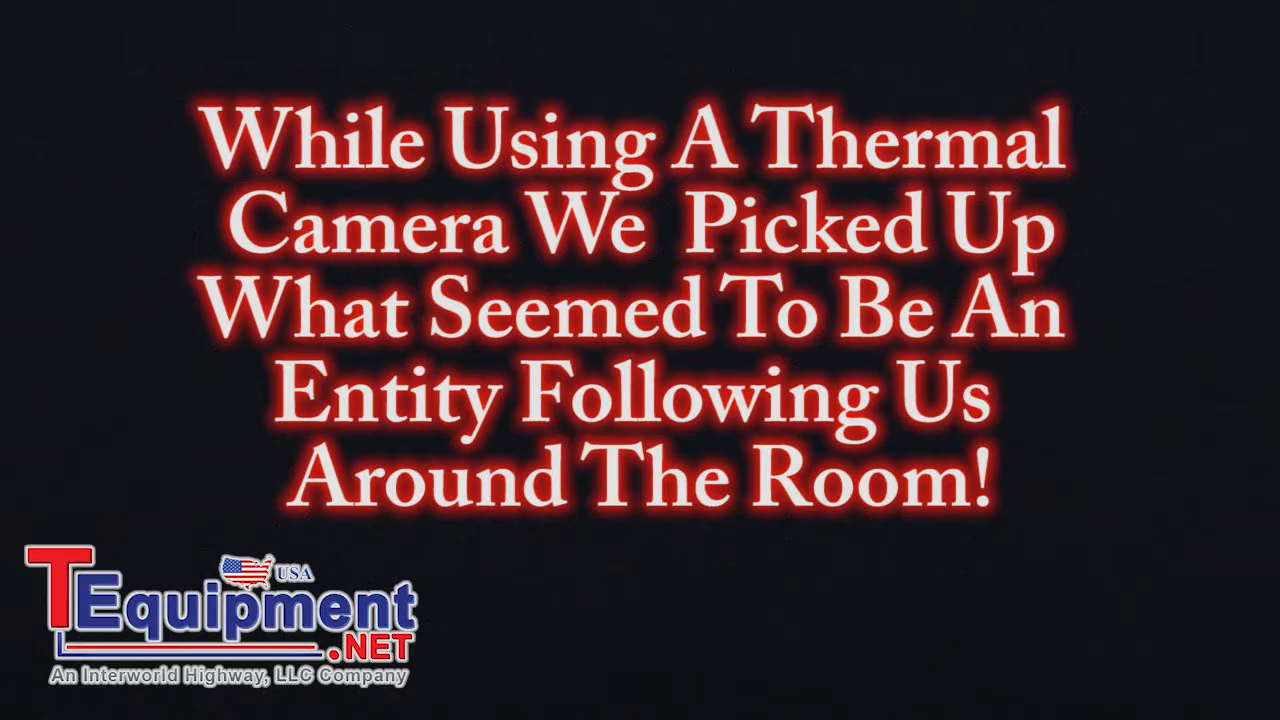 While Using A Thermal
Camera We Picked Up
What Seemed To Be An
Entity Following Us
Around The Room!
USA
TEquipment
.NET
An Interworld Highway, LLC Company